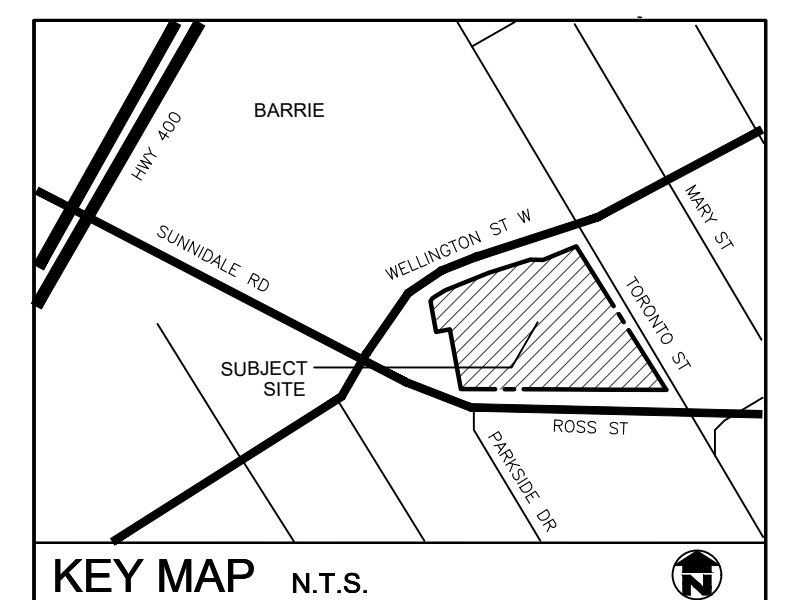 BARRIE
HWY 400
SUNNIDALE RD
WELLINGTON ST W
MARY ST
TORONTO ST
SUBJECT
SITE
ROSS ST
PARKSIDE DR
KEY MAP N.T.S.
N